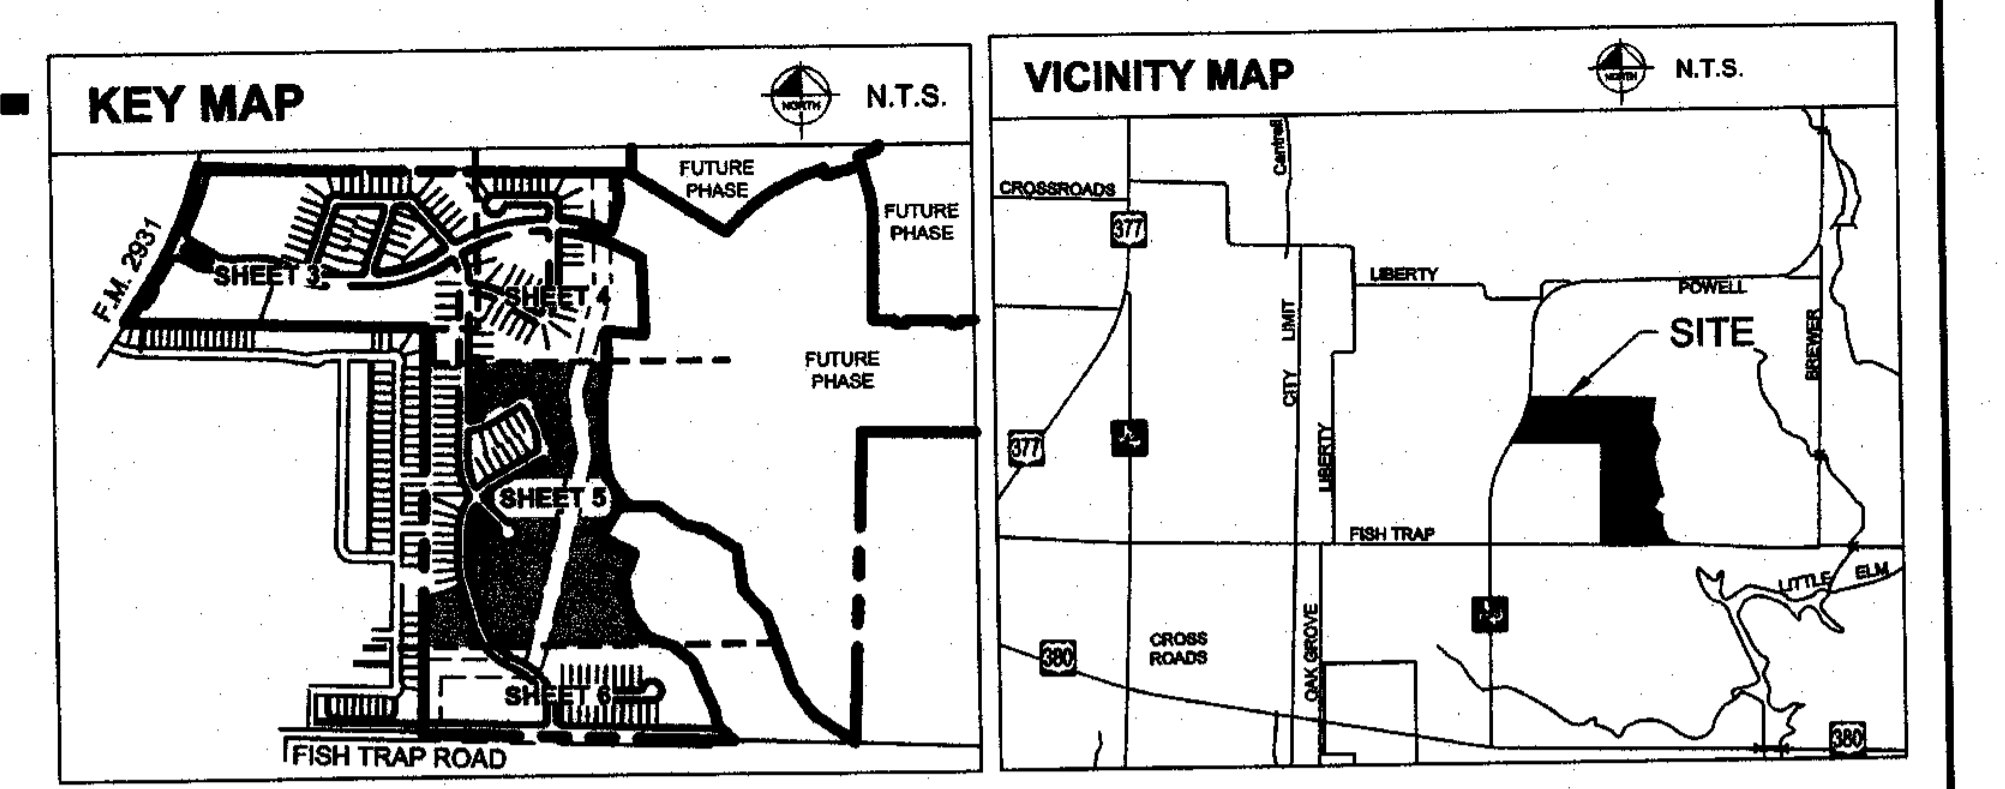 KEY MAP
NORTH
N.T.S.
FUTURE
PHASE
FUTURE
PHASE
F.M. 2931
SHEET 3
SHEET 4
FUTURE
PHASE
SHEET 5
SHEET 6
FISH TRAP ROAD
VICINITY MAP
NORTH
N.T.S.
CROSSROADS
377
LIBERTY
POWELL
CITY LIMIT
SITE
BREWER
377
LIBERTY
FISH TRAP
LITTLE ELM
OAK GROVE
CROSS
ROADS
380
380